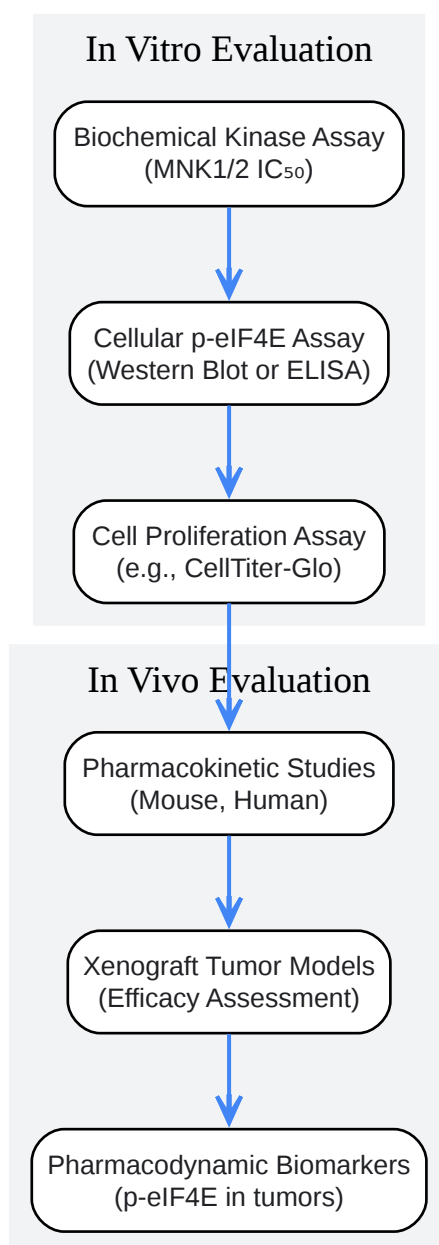 In Vitro Evaluation
Biochemical Kinase Assay
(MNK1/2 IC₅₀)
Cellular p-eIF4E Assay
(Western Blot or ELISA)
Cell Proliferation Assay
(e.g., CellTiter-Glo)
In Vivo Evaluation
Pharmacokinetic Studies
(Mouse, Human)
Xenograft Tumor Models
(Efficacy Assessment)
Pharmacodynamic Biomarkers
(p-eIF4E in tumors)